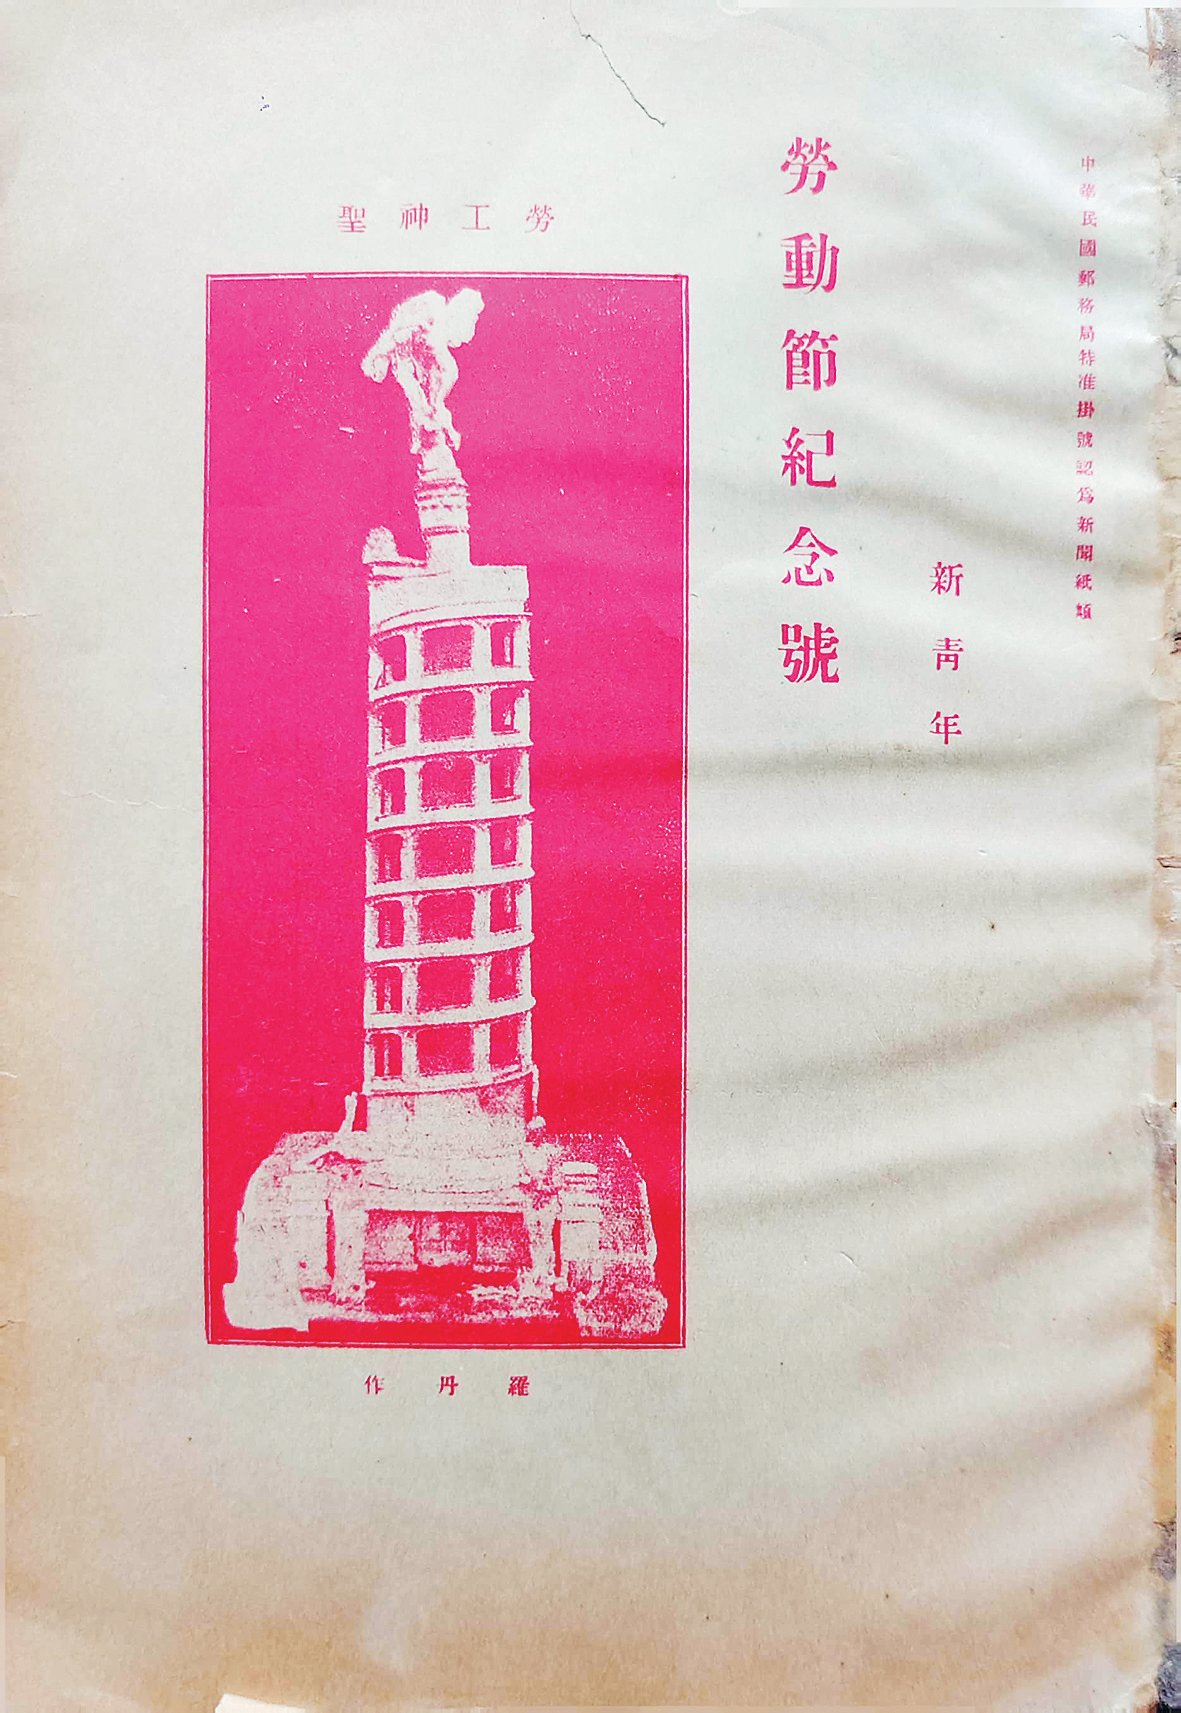 中華民國郵務局特准掛號認爲新聞紙類
新青年
勞動節紀念號
勞工神聖
羅丹作